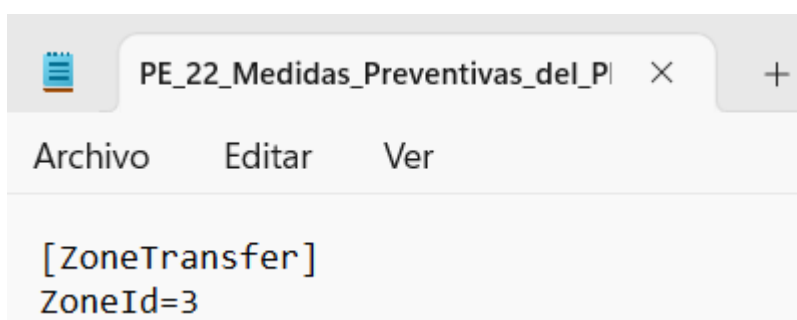 PE_22_Medidas_Preventivas_del_P
Archivo Editar Ver
[ZoneTransfer]
ZoneId=3